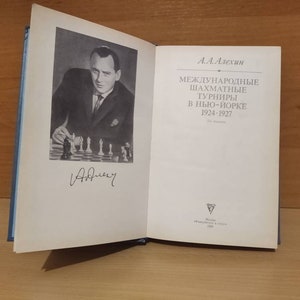 А.А.Алехин
МЕЖДУНАРОДНЫЕ
ШАХМАТНЫЕ
ТУРНИРЫ
В НЬЮ-ЙОРКЕ
1924-1927